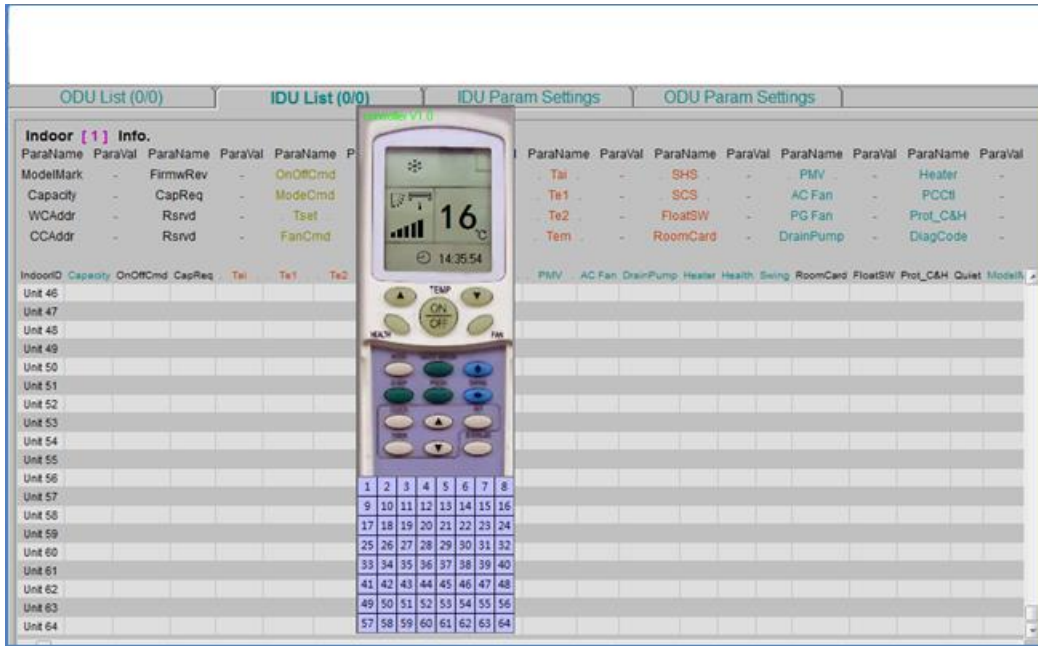 ODU List (0/0) IDU List (0/0) IDU Param Settings ODU Param Settings
Indoor [ 1 ] Info.
ParaName ParaVal ParaName ParaVal ParaName ParaName ParaVal ParaName ParaVal ParaName ParaVal ParaName ParaVal
ModelMark - FirmwRev - OnOffCmd Tai - SHS - PMV - Heater -
Capacity - CapReq - ModeCmd Te1 - SCS - AC Fan - PCCtl -
WCAddr - Rsrvd - Tset Te2 - FloatSW - PG Fan - Prot_C&H -
CCAddr - Rsrvd - FanCmd Tem - RoomCard - DrainPump - DiagCode -
IndoorID Capacity OnOffCmd CapReq Tai Te1 Te2 PMV AC Fan DrainPump Heater Health Swing RoomCard FloatSW Prot_C&H Quiet
Unit 46
Unit 47
Unit 48
Unit 49
Unit 50
Unit 51
Unit 52
Unit 53
Unit 54
Unit 55
Unit 56
Unit 57
Unit 58
Unit 59
Unit 60
Unit 61
Unit 62
Unit 63
Unit 64
V1.0
16 °C
14:35:54
TEMP
ON
OFF
HEALTH FAN
1 2 3 4 5 6 7 8
9 10 11 12 13 14 15 16
17 18 19 20 21 22 23 24
25 26 27 28 29 30 31 32
33 34 35 36 37 38 39 40
41 42 43 44 45 46 47 48
49 50 51 52 53 54 55 56
57 58 59 60 61 62 63 64